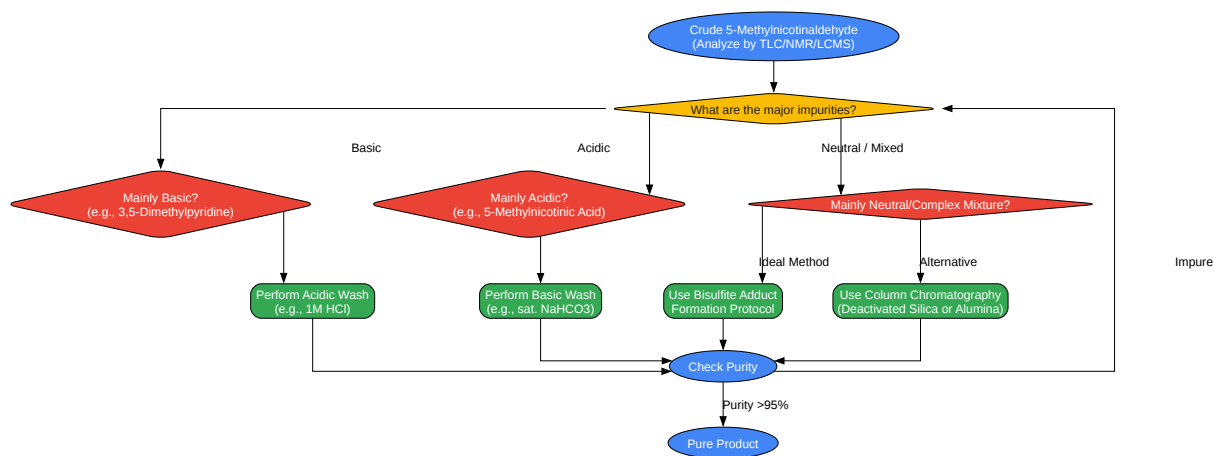 Crude 5-Methylnicotinaldehyde
(Analyze by TLC/NMR/LCMS)
What are the major impurities?
Basic
Acidic
Neutral / Mixed
Mainly Basic?
(e.g., 3,5-Dimethylpyridine)
Mainly Acidic?
(e.g., 5-Methylnicotinic Acid)
Mainly Neutral/Complex Mixture?
Ideal Method
Alternative
Impure
Perform Acidic Wash
(e.g., 1M HCl)
Perform Basic Wash
(e.g., sat. NaHCO3)
Use Bisulfite Adduct
Formation Protocol
Use Column Chromatography
(Deactivated Silica or Alumina)
Check Purity
Purity >95%
Pure Product